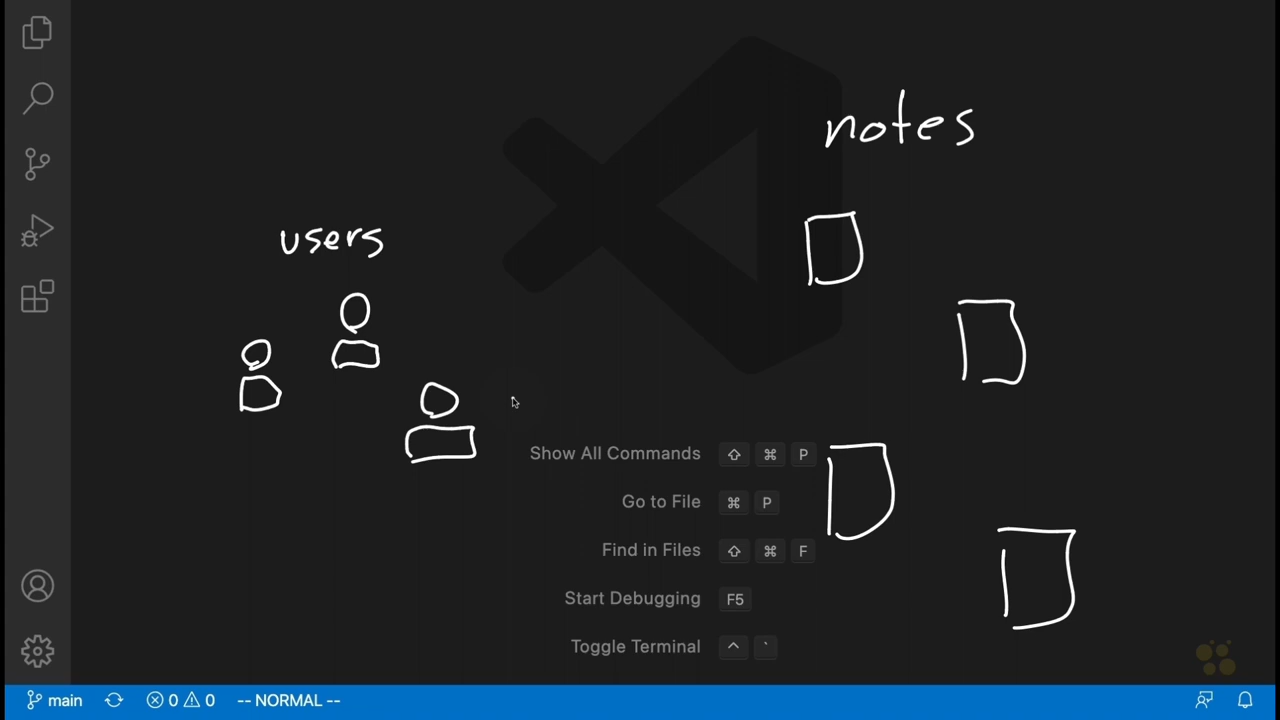 notes
users
Show All Commands ⇧ ⌘ P
Go to File ⌘ P
Find in Files ⇧ ⌘ F
Start Debugging F5
Toggle Terminal ^ `
main 0 0 -- NORMAL --